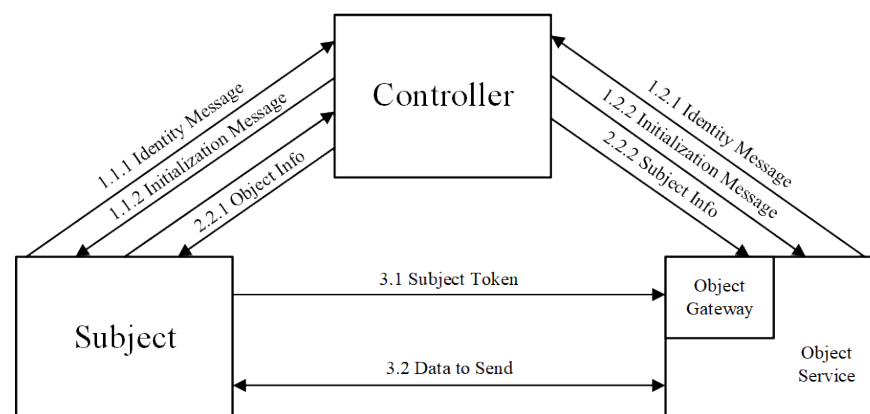 Controller
1.1.1 Identity Message
1.1.2 Initialization Message
2.2.1 Object Info
1.2.1 Identity Message
1.2.2 Initialization Message
2.2.2 Subject Info
Subject
3.1 Subject Token
3.2 Data to Send
Object
Gateway
Object
Service